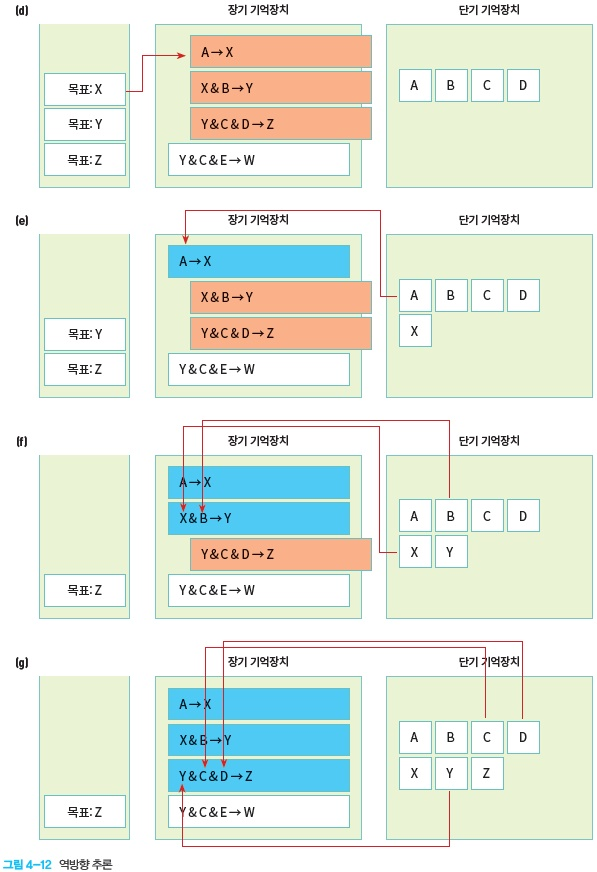 (d)
장기 기억장치
단기 기억장치
목표: X
목표: Y
목표: Z
A→X
X&B→Y
Y&C&D→Z
Y&C&E→W
A B C D
(e)
장기 기억장치
단기 기억장치
목표: Y
목표: Z
A→X
X&B→Y
Y&C&D→Z
Y&C&E→W
A B C D
X
(f)
장기 기억장치
단기 기억장치
목표: Z
A→X
X&B→Y
Y&C&D→Z
Y&C&E→W
A B C D
X Y
(g)
장기 기억장치
단기 기억장치
목표: Z
A→X
X&B→Y
Y&C&D→Z
Y&C&E→W
A B C D
X Y Z
그림 4–12 역방향 추론